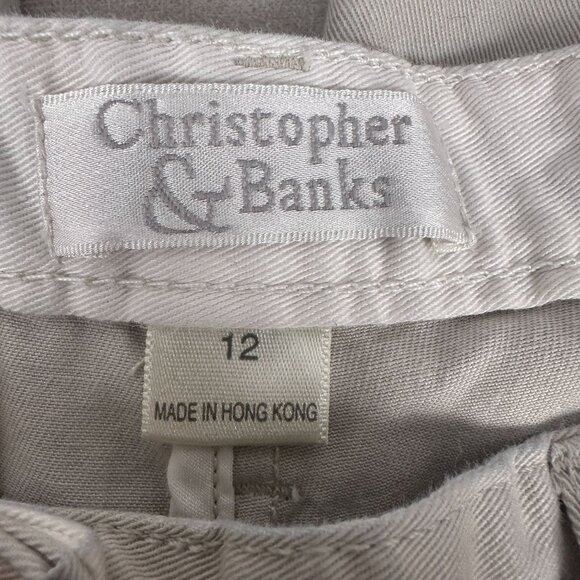 Christopher
& Banks
12
MADE IN HONG KONG